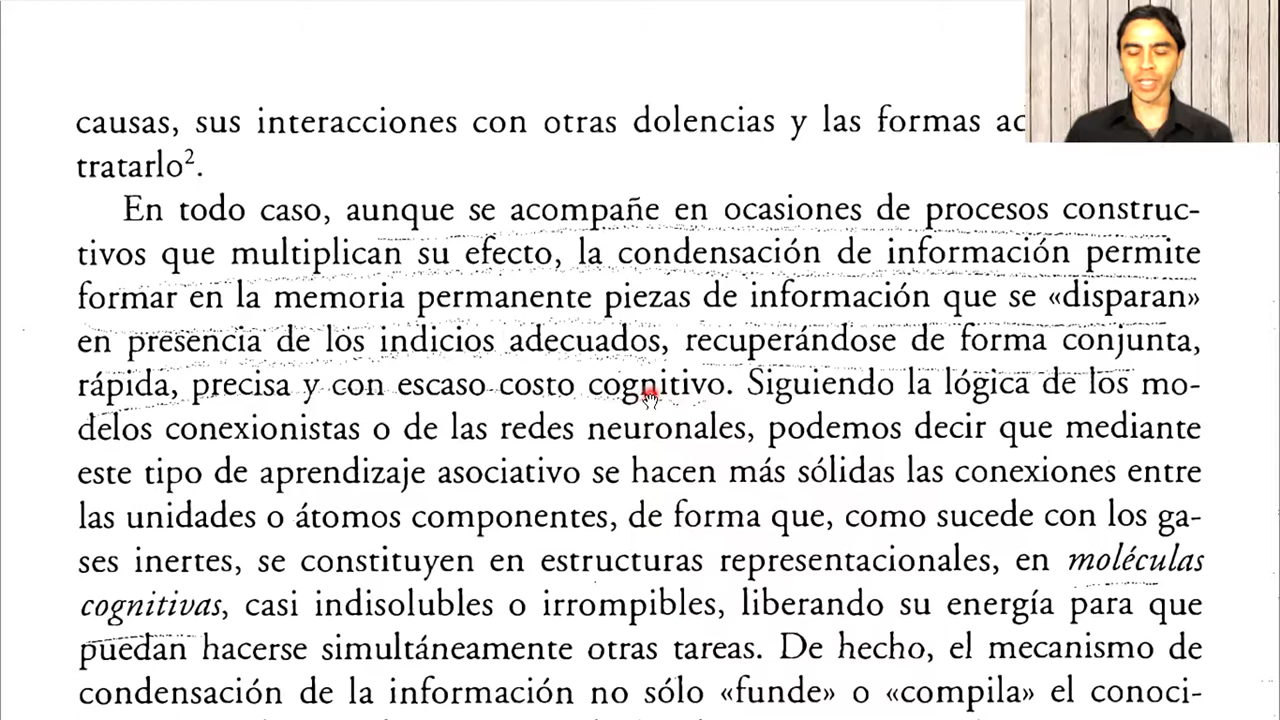 causas, sus interacciones con otras dolencias y las formas
tratarlo².
En todo caso, aunque se acompañe en ocasiones de procesos construc-
tivos que multiplican su efecto, la condensación de información permite
formar en la memoria permanente piezas de información que se «disparan»
en presencia de los indicios adecuados, recuperándose de forma conjunta,
rápida, precisa y con escaso costo cognitivo. Siguiendo la lógica de los mo-
delos conexionistas o de las redes neuronales, podemos decir que mediante
este tipo de aprendizaje asociativo se hacen más sólidas las conexiones entre
las unidades o átomos componentes, de forma que, como sucede con los ga-
ses inertes, se constituyen en estructuras representacionales, en moléculas
cognitivas, casi indisolubles o irrompibles, liberando su energía para que
puedan hacerse simultáneamente otras tareas. De hecho, el mecanismo de
condensación de la información no sólo «funde» o «compila» el conoci-